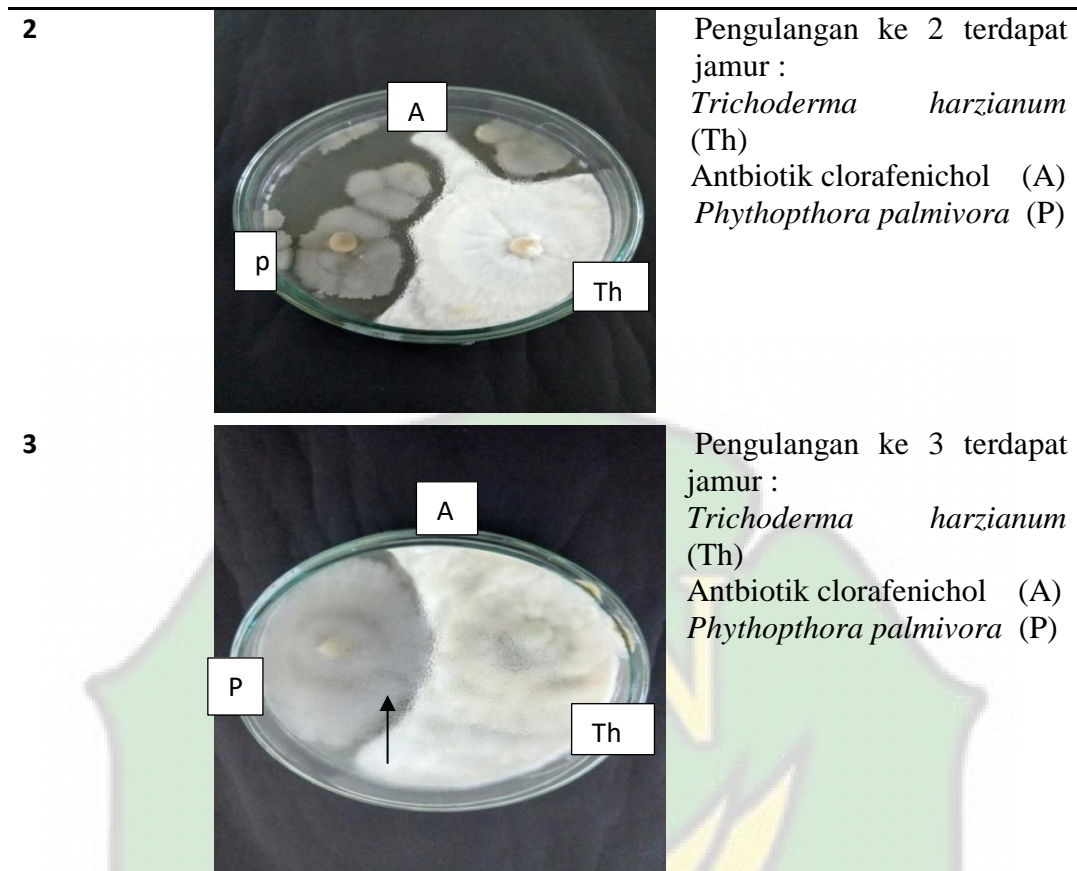 2
A
p
Th
Pengulangan ke 2 terdapat
jamur :
Trichoderma harzianum
(Th)
Antbiotik clorafenichol (A)
Phythopthora palmivora (P)
3
A
P
Th
Pengulangan ke 3 terdapat
jamur :
Trichoderma harzianum
(Th)
Antbiotik clorafenichol (A)
Phythopthora palmivora (P)